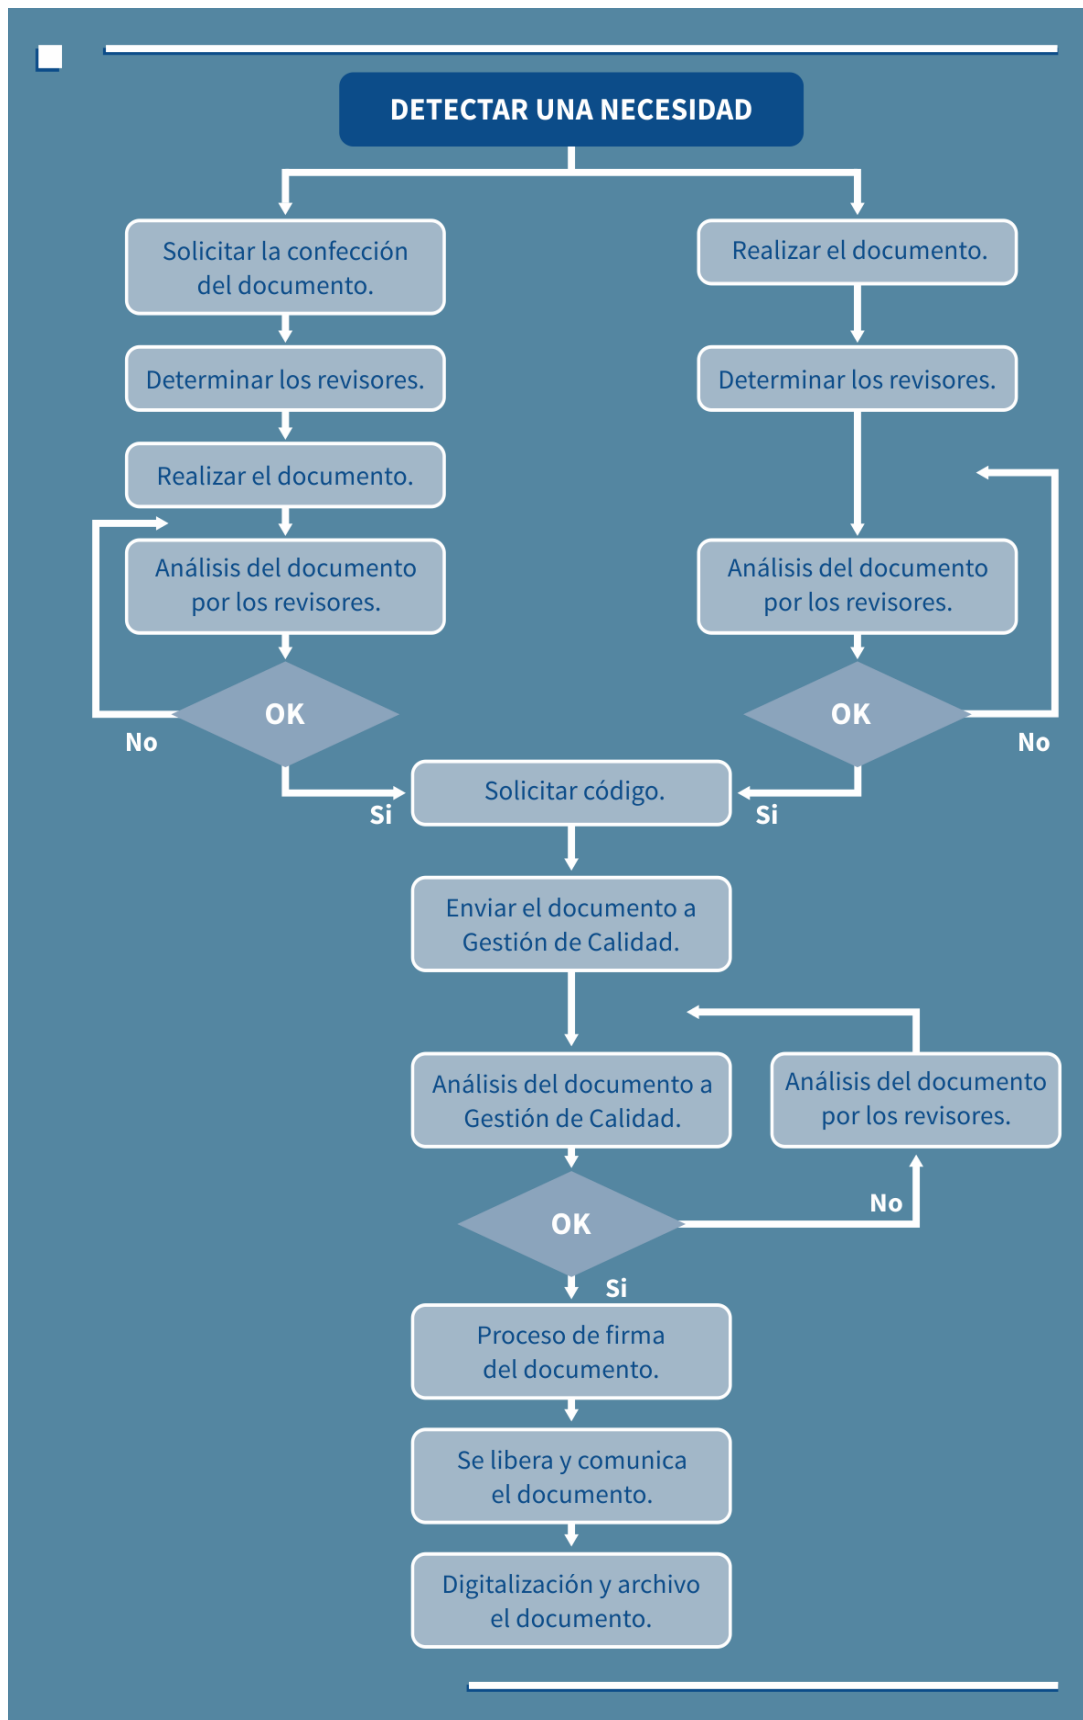 DETECTAR UNA NECESIDAD
Solicitar la confección
del documento.
Determinar los revisores.
Realizar el documento.
Análisis del documento
por los revisores.
OK
No
Si
Realizar el documento.
Determinar los revisores.
Análisis del documento
por los revisores.
OK
No
Si
Solicitar código.
Enviar el documento a
Gestión de Calidad.
Análisis del documento a
Gestión de Calidad.
Análisis del documento
por los revisores.
OK
No
Si
Proceso de firma
del documento.
Se libera y comunica
el documento.
Digitalización y archivo
el documento.